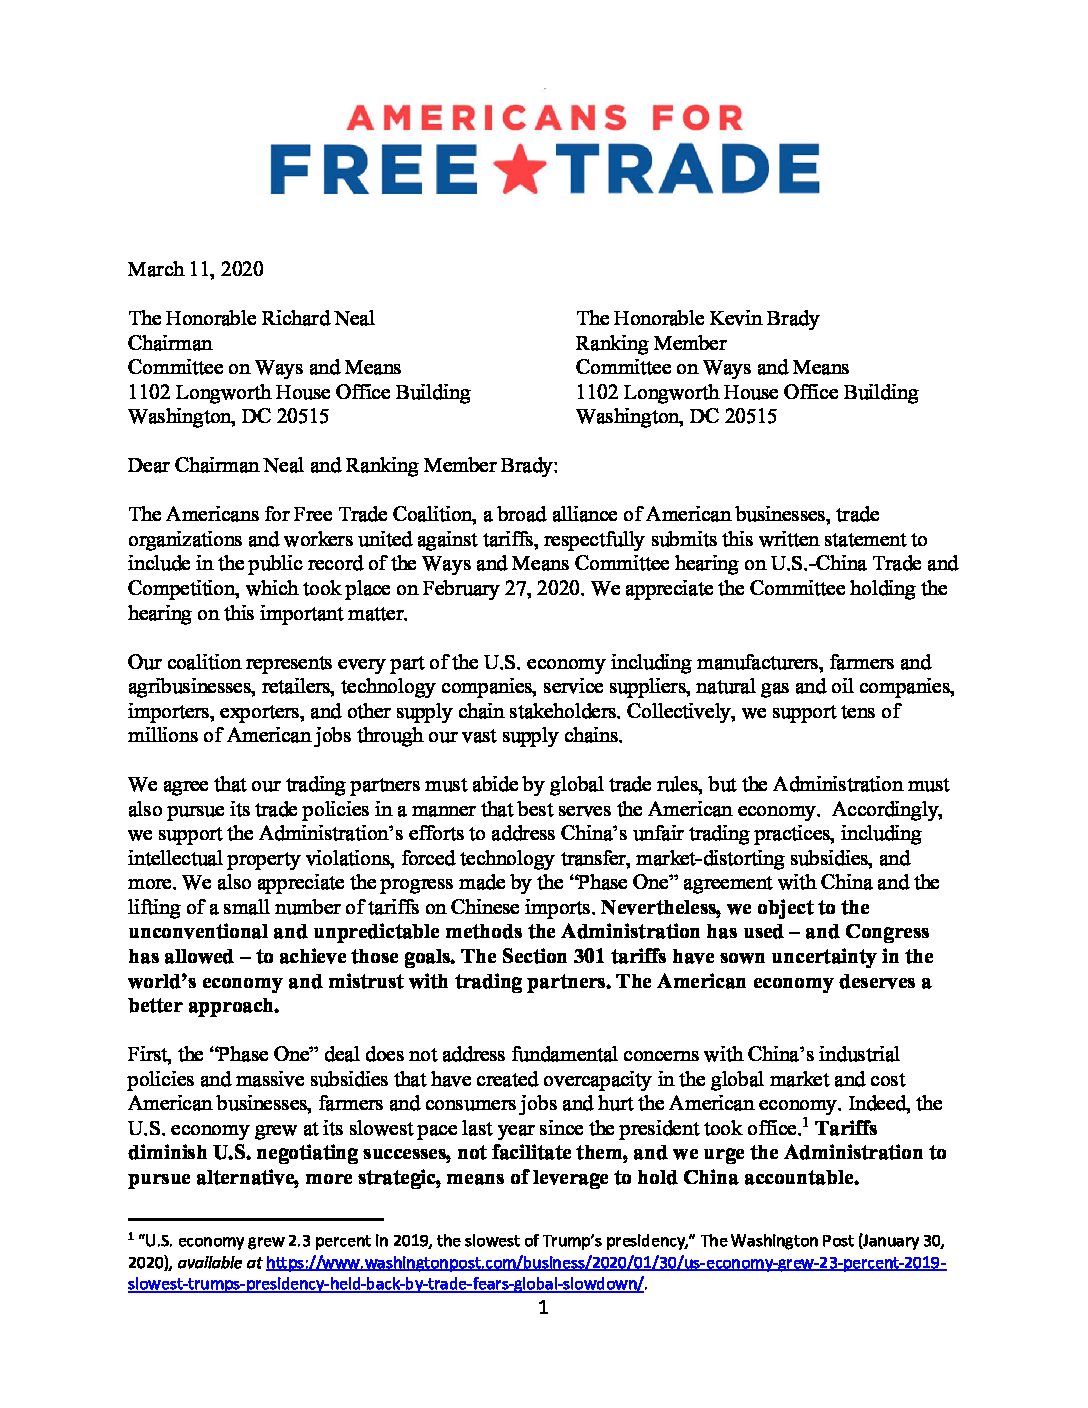 AMERICANS FOR
FREE TRADE
March 11, 2020
The Honorable Richard Neal
Chairman
Committee on Ways and Means
1102 Longworth House Office Building
Washington, DC 20515
The Honorable Kevin Brady
Ranking Member
Committee on Ways and Means
1102 Longworth House Office Building
Washington, DC 20515
Dear Chairman Neal and Ranking Member Brady:
The Americans for Free Trade Coalition, a broad alliance of American businesses, trade
organizations and workers united against tariffs, respectfully submits this written statement to
include in the public record of the Ways and Means Committee hearing on U.S.-China Trade and
Competition, which took place on February 27, 2020. We appreciate the Committee holding the
hearing on this important matter.
Our coalition represents every part of the U.S. economy including manufacturers, farmers and
agribusinesses, retailers, technology companies, service suppliers, natural gas and oil companies,
importers, exporters, and other supply chain stakeholders. Collectively, we support tens of
millions of American jobs through our vast supply chains.
We agree that our trading partners must abide by global trade rules, but the Administration must
also pursue its trade policies in a manner that best serves the American economy. Accordingly,
we support the Administration’s efforts to address China’s unfair trading practices, including
intellectual property violations, forced technology transfer, market-distorting subsidies, and
more. We also appreciate the progress made by the “Phase One” agreement with China and the
lifting of a small number of tariffs on Chinese imports. Nevertheless, we object to the
unconventional and unpredictable methods the Administration has used – and Congress
has allowed – to achieve those goals. The Section 301 tariffs have sown uncertainty in the
world’s economy and mistrust with trading partners. The American economy deserves a
better approach.
First, the “Phase One” deal does not address fundamental concerns with China’s industrial
policies and massive subsidies that have created overcapacity in the global market and cost
American businesses, farmers and consumers jobs and hurt the American economy. Indeed, the
U.S. economy grew at its slowest pace last year since the president took office.1 Tariffs
diminish U.S. negotiating successes, not facilitate them, and we urge the Administration to
pursue alternative, more strategic, means of leverage to hold China accountable.
1 “U.S. economy grew 2.3 percent in 2019, the slowest of Trump’s presidency,” The Washington Post (January 30,
2020), available at https://www.washingtonpost.com/business/2020/01/30/us-economy-grew-23-percent-2019-
slowest-trumps-presidency-held-back-by-trade-fears-global-slowdown/.
1